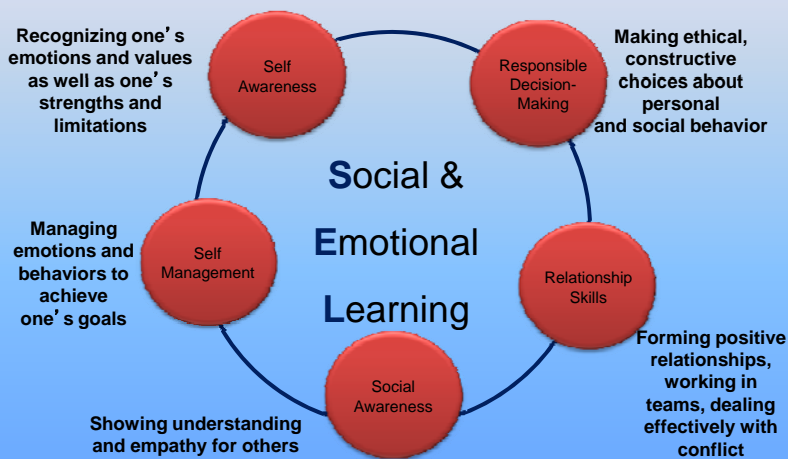 Recognizing one’s
emotions and values
as well as one’s
strengths and
limitations
Self
Awareness
Responsible
Decision-
Making
Making ethical,
constructive
choices about
personal
and social behavior
Social &
Emotional
Learning
Managing
emotions and
behaviors to
achieve
one’s goals
Self
Management
Relationship
Skills
Forming positive
relationships,
working in
teams, dealing
effectively with
conflict
Social
Awareness
Showing understanding
and empathy for others